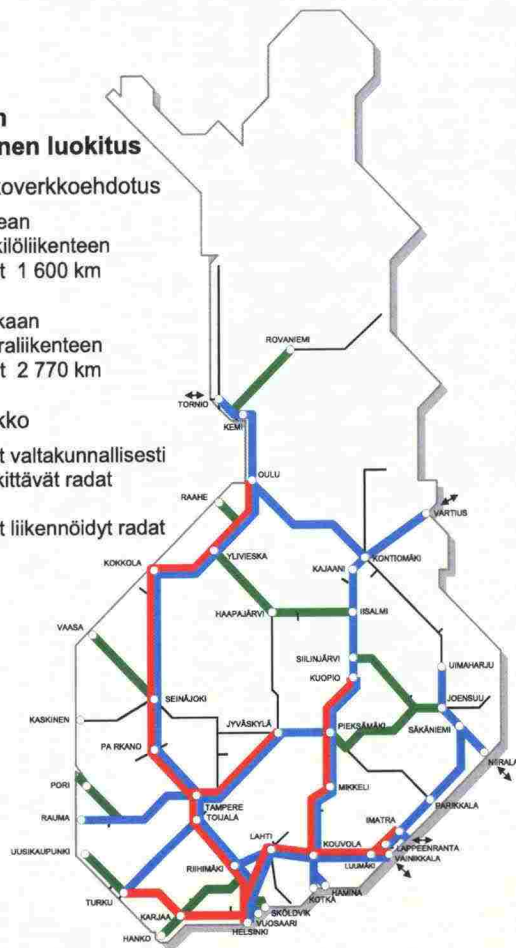 n
nen luokitus
koverkkoehdotus
ean
kilöliikenteen
t 1 600 km
kaan
raliikenteen
t 2 770 km
kko
t valtakunnallisesti
kittävät radat
t liikennöidyt radat
ROVANIEMI
TORNIO
KEMI
OULU
RAAHE
VARTIUS
YLIVIESKA
KONTIOMÄKI
KOKKOLA
KAJAANI
HAAPAJÄRVI
IISALMI
VAASA
SIILINJÄRVI
UIMAHARJU
KUOPIO
SEINÄJOKI
JOENSUU
KASKINEN
JYVÄSKYLÄ
PIEKSÄMÄKI
SÄKÄNIEMI
PARKANO
NIIRALA
PORI
MIKKELI
TAMPERE
PARIKKALA
RAUMA
TOIJALA
IMATRA
LAHTI
KOUVOLA
UUSIKAUPUNKI
LAPPEENRANTA
RIIHIMÄKI
LUUMÄKI
VAINIKKALA
TURKU
HAMINA
KOTKA
KARJAA
SKÖLDVIK
VUOSAARI
HANKO
HELSINKI